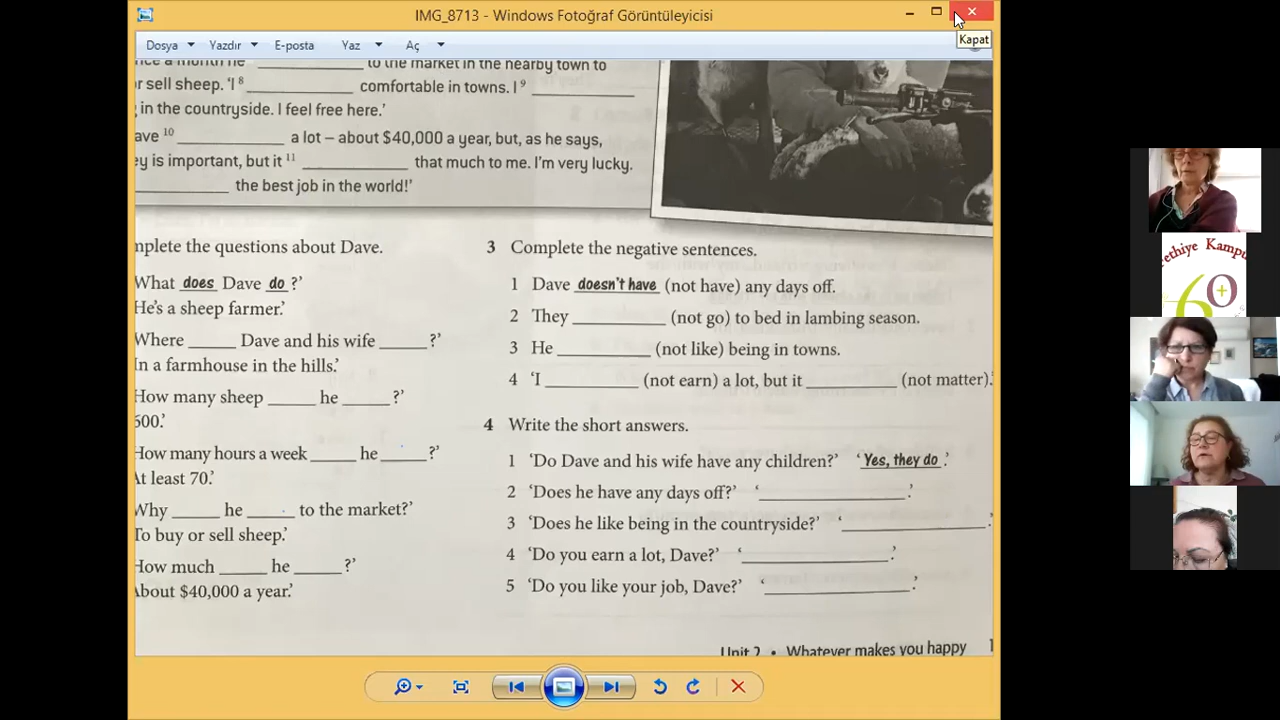 IMG_8713 - Windows Fotoğraf Görüntüleyicisi
Kapat
Dosya Yazdır E-posta Yaz Aç
nce a month he ____________ to the market in the nearby town to
r sell sheep. 'I 8 ____________ comfortable in towns. I 9 ____________
in the countryside. I feel free here.'
ave 10 ____________ a lot – about $40,000 a year, but, as he says,
ey is important, but it 11 ____________ that much to me. I'm very lucky.
____________ the best job in the world!'
mplete the questions about Dave.
What does Dave do ?'
He's a sheep farmer.'
Where _____ Dave and his wife _____?'
In a farmhouse in the hills.'
How many sheep _____ he _____?'
600.'
How many hours a week _____ he _____?'
At least 70.'
Why _____ he _____ to the market?'
To buy or sell sheep.'
How much _____ he _____?'
About $40,000 a year.'
3 Complete the negative sentences.
1 Dave doesn't have (not have) any days off.
2 They __________ (not go) to bed in lambing season.
3 He __________ (not like) being in towns.
4 'I __________ (not earn) a lot, but it __________ (not matter).'
4 Write the short answers.
1 'Do Dave and his wife have any children?' 'Yes, they do.'
2 'Does he have any days off?' '________________.'
3 'Does he like being in the countryside?' '________________.'
4 'Do you earn a lot, Dave?' '________________.'
5 'Do you like your job, Dave?' '________________.'
Unit 2 • Whatever makes you happy 1
ethiye Kampu
60
+